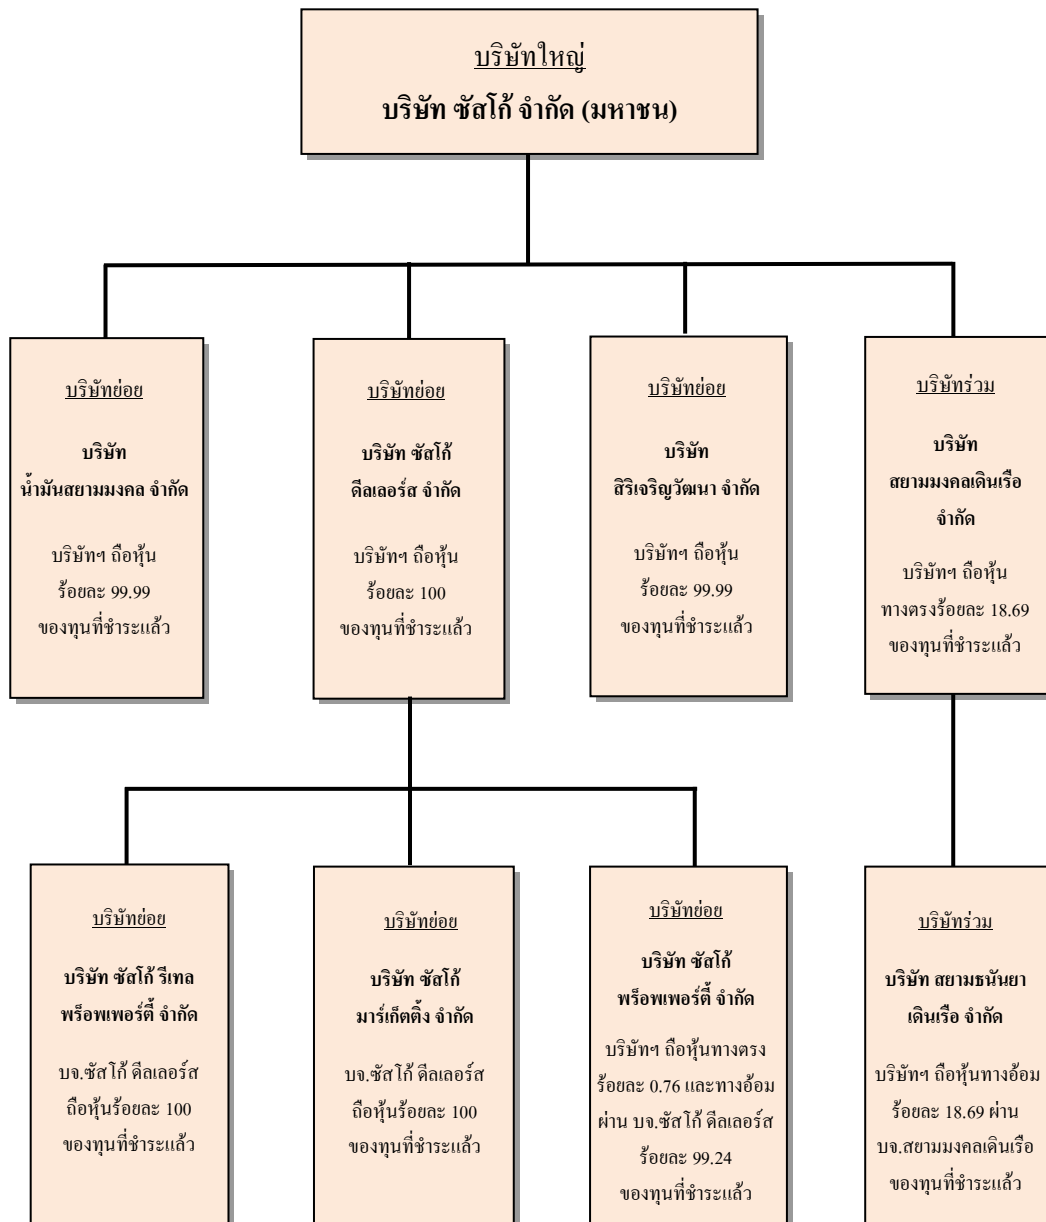 บริษัทใหญ่
บริษัท ซัสโก้ จำกัด (มหาชน)
บริษัทย่อย
บริษัท
น้ำมันสยามมงคล จำกัด
บริษัทฯ ถือหุ้น
ร้อยละ 99.99
ของทุนที่ชำระแล้ว
บริษัทย่อย
บริษัท ซัสโก้
ดีลเลอร์ส จำกัด
บริษัทฯ ถือหุ้น
ร้อยละ 100
ของทุนที่ชำระแล้ว
บริษัทย่อย
บริษัท
สิริเจริญวัฒนา จำกัด
บริษัทฯ ถือหุ้น
ร้อยละ 99.99
ของทุนที่ชำระแล้ว
บริษัทร่วม
บริษัท
สยามมงคลเดินเรือ
จำกัด
บริษัทฯ ถือหุ้น
ทางตรงร้อยละ 18.69
ของทุนที่ชำระแล้ว
บริษัทย่อย
บริษัท ซัสโก้ รีเทล
พร็อพเพอร์ตี้ จำกัด
บจ.ซัสโก้ ดีลเลอร์ส
ถือหุ้นร้อยละ 100
ของทุนที่ชำระแล้ว
บริษัทย่อย
บริษัท ซัสโก้
มาร์เก็ตติ้ง จำกัด
บจ.ซัสโก้ ดีลเลอร์ส
ถือหุ้นร้อยละ 100
ของทุนที่ชำระแล้ว
บริษัทย่อย
บริษัท ซัสโก้
พร็อพเพอร์ตี้ จำกัด
บริษัทฯ ถือหุ้นทางตรง
ร้อยละ 0.76 และทางอ้อม
ผ่าน บจ.ซัสโก้ ดีลเลอร์ส
ร้อยละ 99.24
ของทุนที่ชำระแล้ว
บริษัทร่วม
บริษัท สยามธนันยา
เดินเรือ จำกัด
บริษัทฯ ถือหุ้นทางอ้อม
ร้อยละ 18.69 ผ่าน
บจ.สยามมงคลเดินเรือ
ของทุนที่ชำระแล้ว